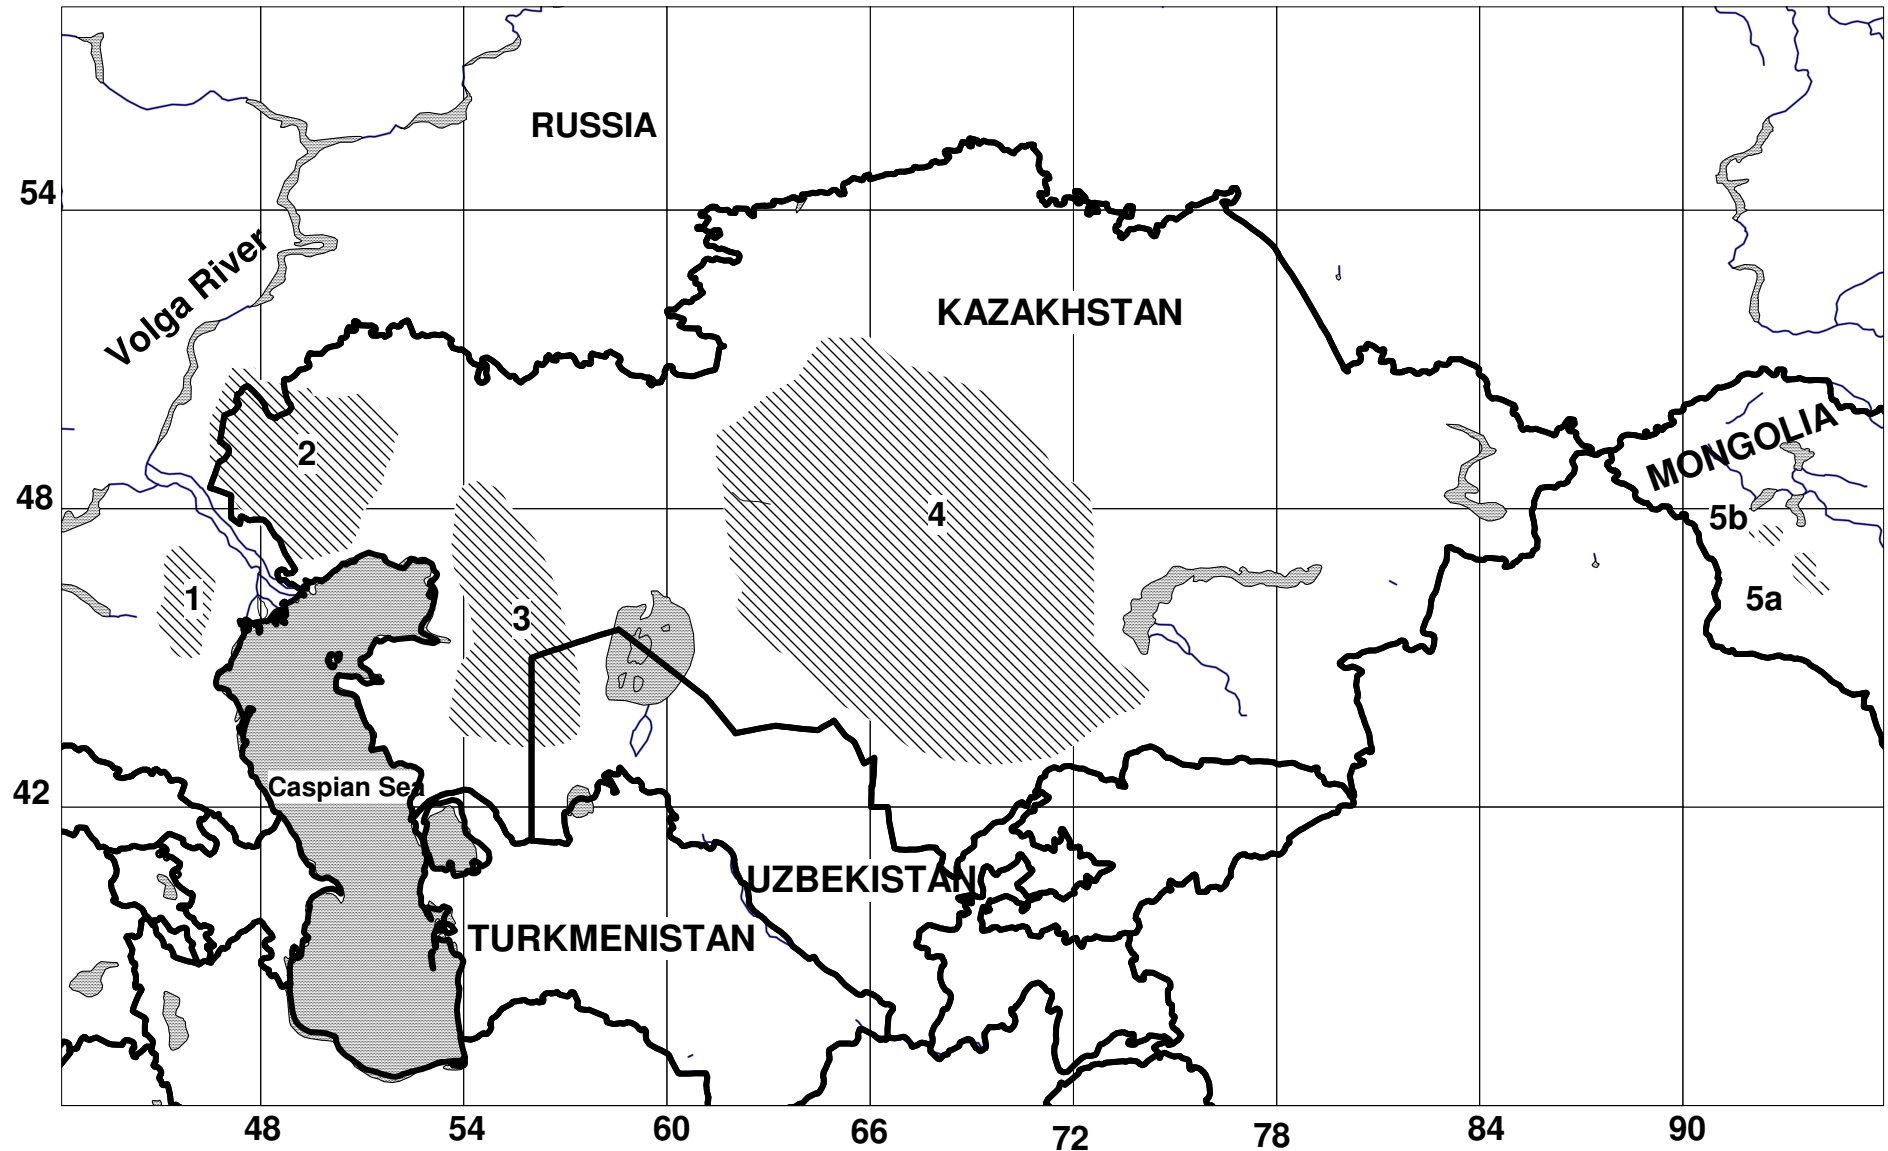 RUSSIA
54
Volga River
KAZAKHSTAN
MONGOLIA
2
48
4
5b
1
3
5a
Caspian Sea
42
UZBEKISTAN
TURKMENISTAN
48
54
60
66
72
78
84
90